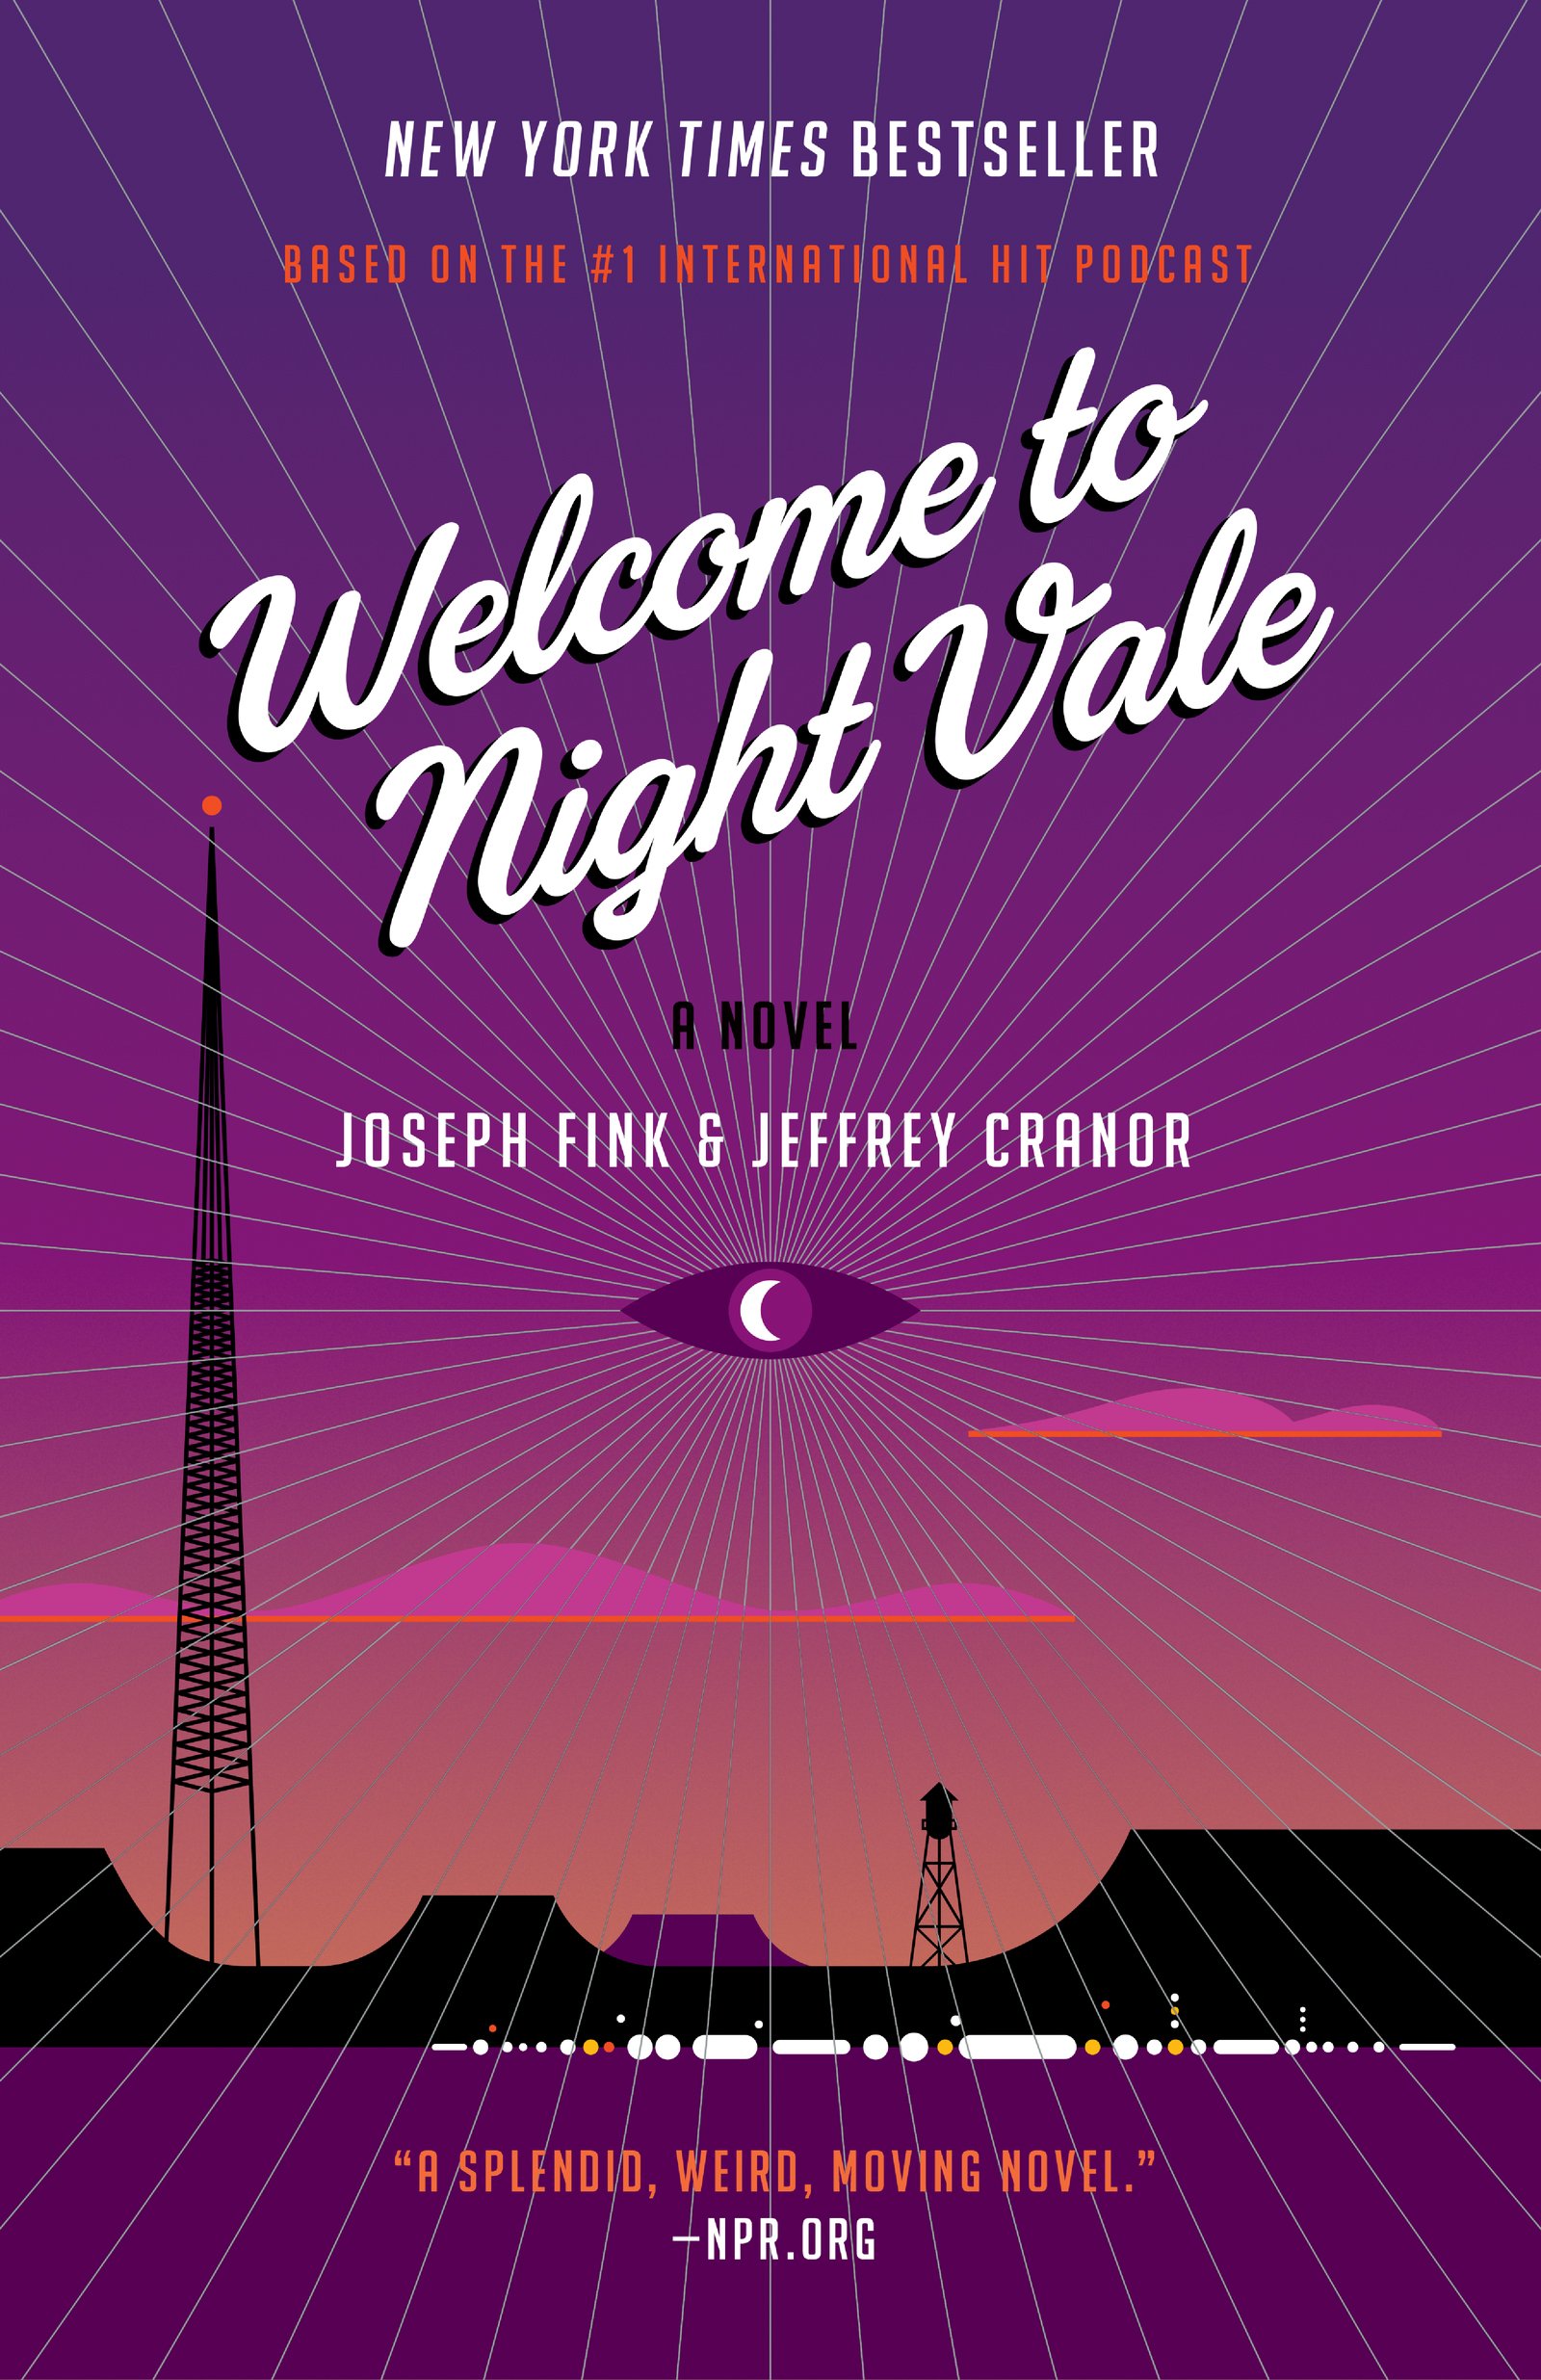 NEW YORK TIMES BESTSELLER
BASED ON THE #1 INTERNATIONAL HIT PODCAST
Welcome to
Night Vale
A NOVEL
JOSEPH FINK & JEFFREY CRANOR
“A SPLENDID, WEIRD, MOVING NOVEL.”
—NPR.ORG